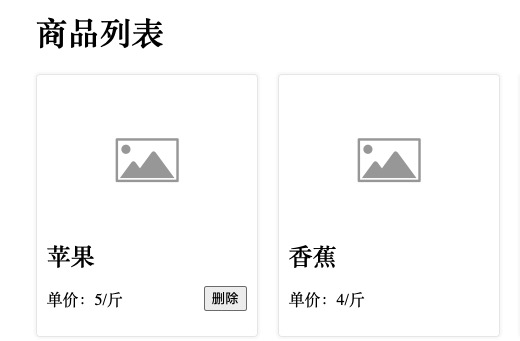 商品列表
苹果
单价：5/斤
删除
香蕉
单价：4/斤